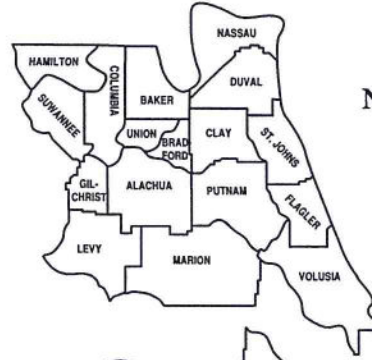 NASSAU
HAMILTON
COLUMBIA
DUVAL
BAKER
N
SUWANNEE
UNION
BRAD
FORD
CLAY
ST. JOHNS
GIL-
CHRIST
ALACHUA
PUTNAM
FLAGLER
LEVY
MARION
VOLUSIA